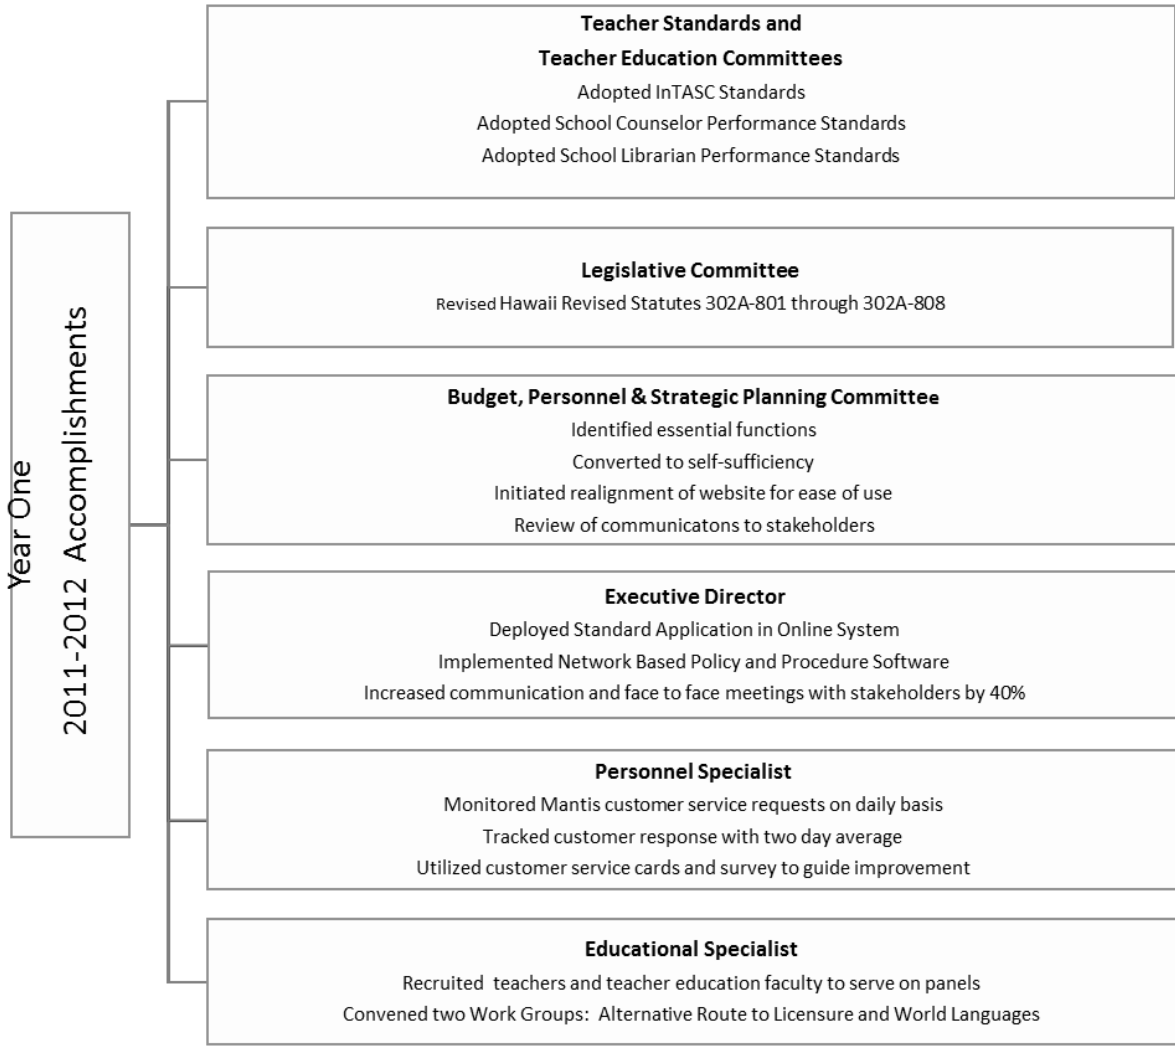 Year One
2011-2012 Accomplishments
Teacher Standards and
Teacher Education Committees
Adopted InTASC Standards
Adopted School Counselor Performance Standards
Adopted School Librarian Performance Standards
Legislative Committee
Revised Hawaii Revised Statutes 302A-801 through 302A-808
Budget, Personnel & Strategic Planning Committee
Identified essential functions
Converted to self-sufficiency
Initiated realignment of website for ease of use
Review of communicatons to stakeholders
Executive Director
Deployed Standard Application in Online System
Implemented Network Based Policy and Procedure Software
Increased communication and face to face meetings with stakeholders by 40%
Personnel Specialist
Monitored Mantis customer service requests on daily basis
Tracked customer response with two day average
Utilized customer service cards and survey to guide improvement
Educational Specialist
Recruited teachers and teacher education faculty to serve on panels
Convened two Work Groups: Alternative Route to Licensure and World Languages